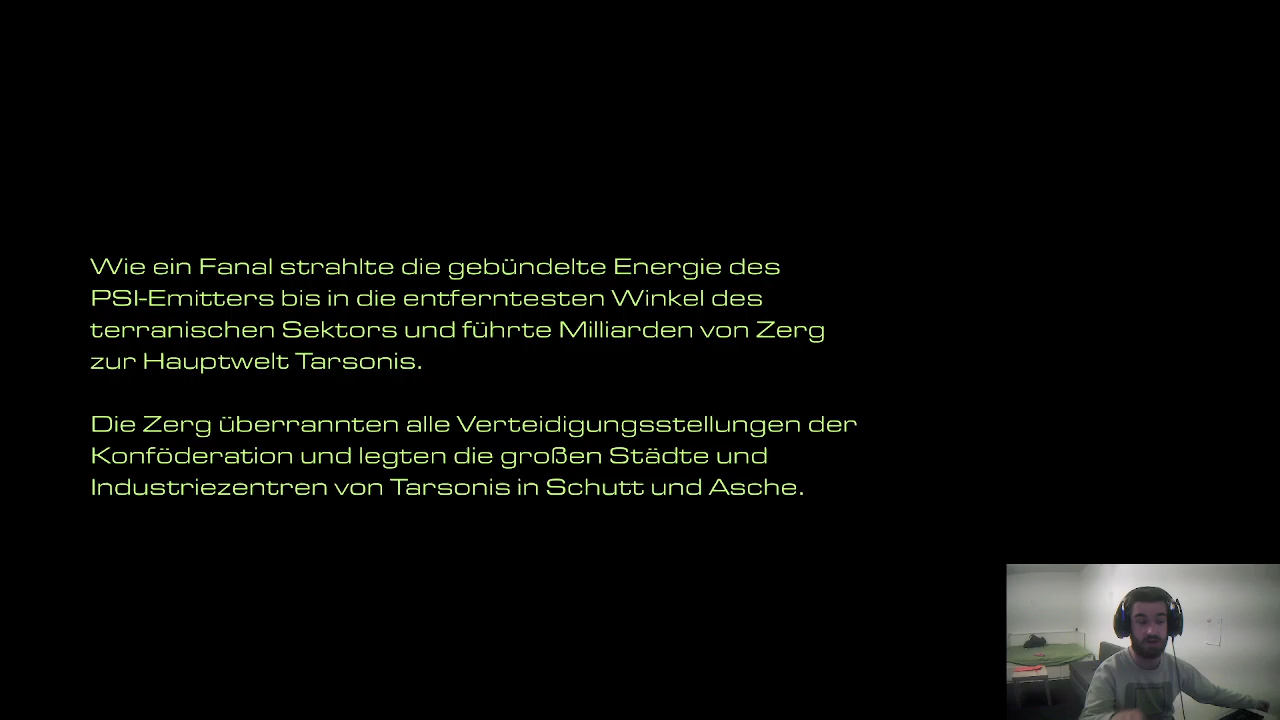 Wie ein Fanal strahlte die gebündelte Energie des
PSI-Emitters bis in die entferntesten Winkel des
terranischen Sektors und führte Milliarden von Zerg
zur Hauptwelt Tarsonis.
Die Zerg überrannten alle Verteidigungsstellungen der
Konföderation und legten die großen Städte und
Industriezentren von Tarsonis in Schutt und Asche.